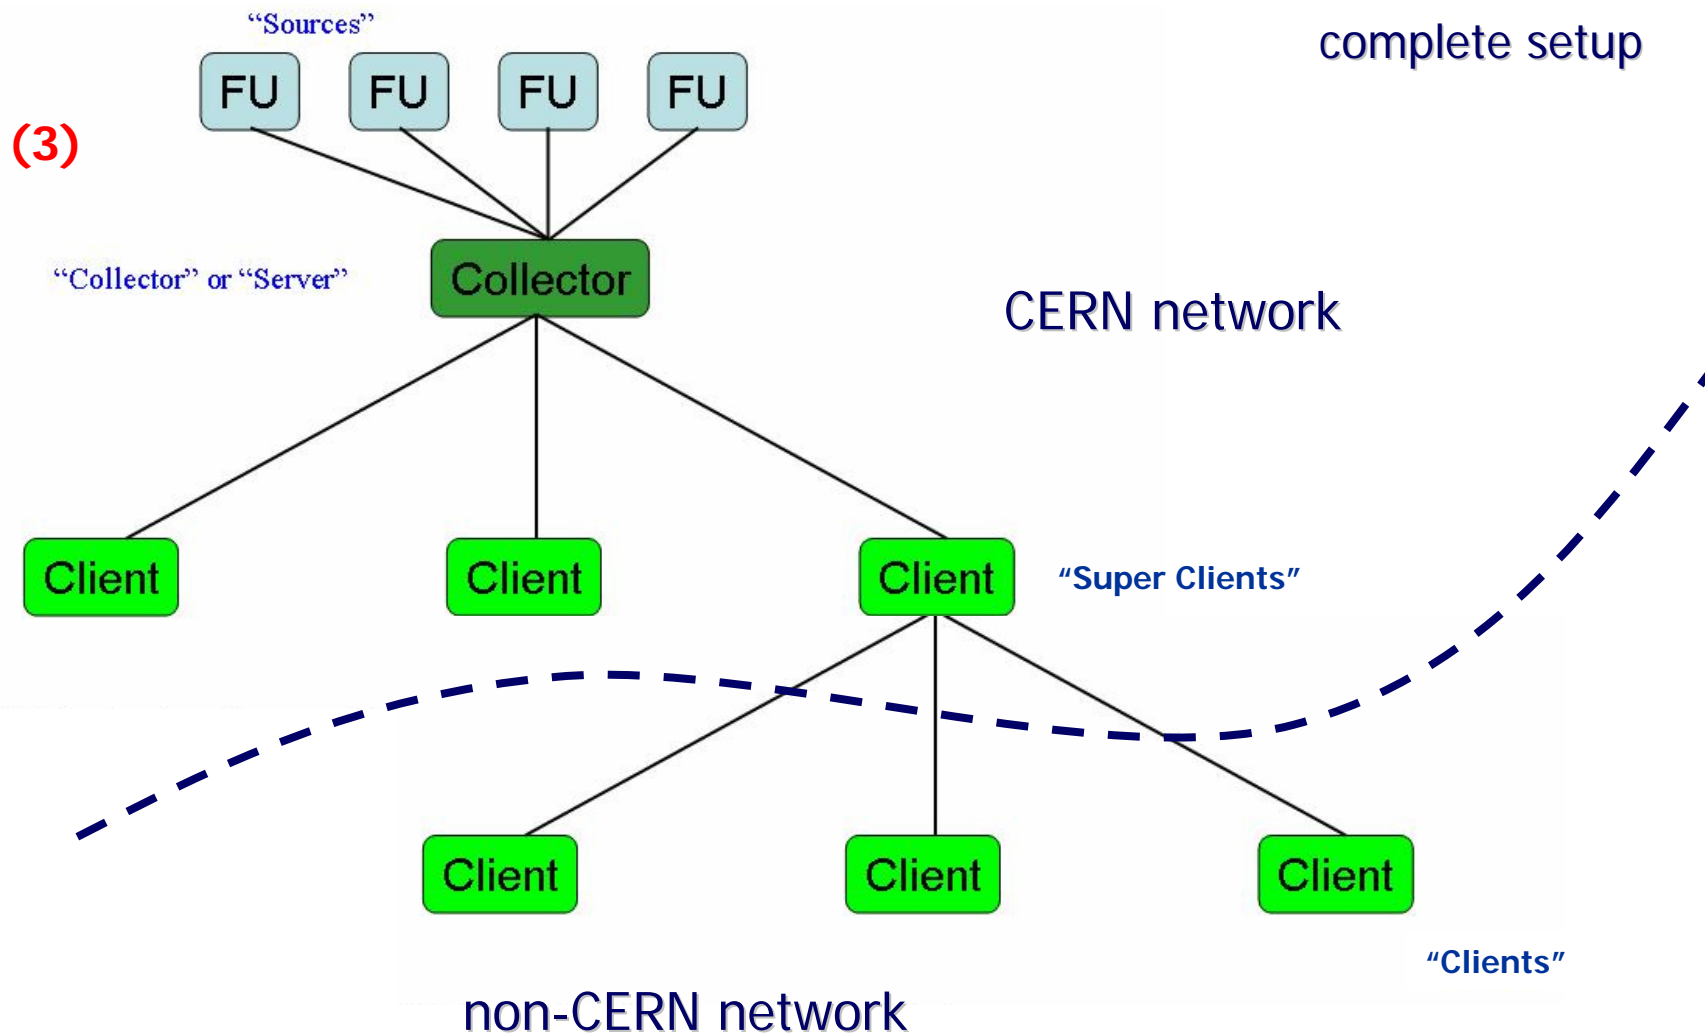 “Sources”
complete setup
FU FU FU FU
(3)
“Collector” or “Server”
Collector
CERN network
Client Client Client “Super Clients”
Client Client Client
“Clients”
non-CERN network